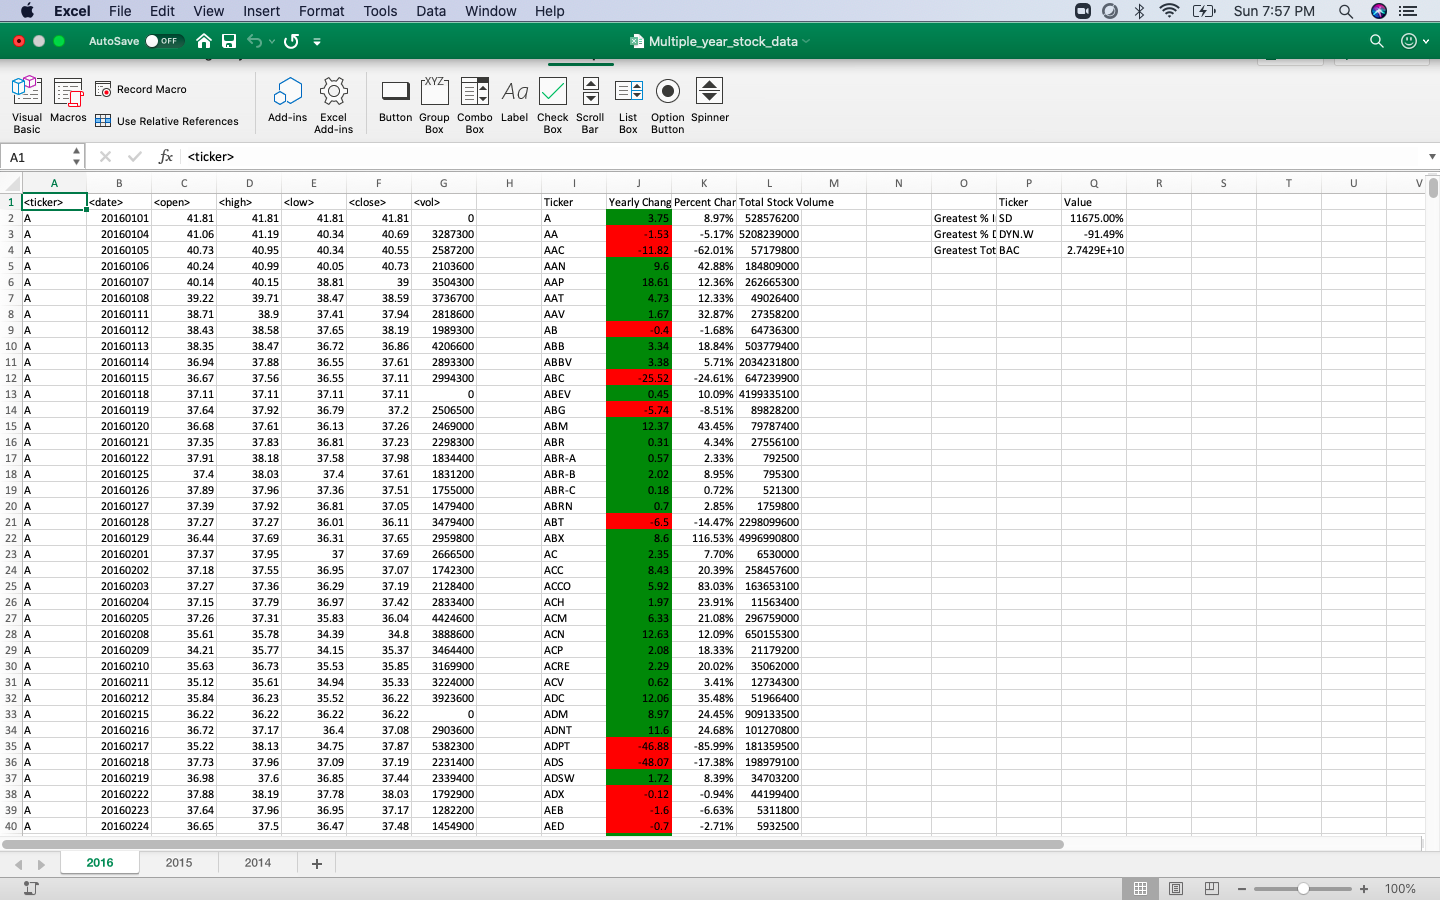 Excel File Edit View Insert Format Tools Data Window Help Sun 7:57 PM
AutoSave OFF Multiple_year_stock_data
Visual Basic Macros Record Macro Use Relative References Add-ins Excel Add-ins Button Group Box Combo Box Label Check Box Scroll Bar List Box Option Button Spinner
XYZ Aa
A1 fx <ticker>
A B C D E F G H I J K L M N O P Q R S T U V
1 <ticker> <date> <open> <high> <low> <close> <vol> Ticker Yearly Chang Percent Char Total Stock Volume Ticker Value
2 A 20160101 41.81 41.81 41.81 41.81 0 A 3.75 8.97% 528576200 Greatest % I SD 11675.00%
3 A 20160104 41.06 41.19 40.34 40.69 3287300 AA -1.53 -5.17% 5208239000 Greatest % D DYN.W -91.49%
4 A 20160105 40.73 40.95 40.34 40.55 2587200 AAC -11.82 -62.01% 57179800 Greatest Tot BAC 2.7429E+10
5 A 20160106 40.24 40.99 40.05 40.73 2103600 AAN 9.6 42.88% 184809000
6 A 20160107 40.14 40.15 38.81 39 3504300 AAP 18.61 12.36% 262665300
7 A 20160108 39.22 39.71 38.47 38.59 3736700 AAT 4.73 12.33% 49026400
8 A 20160111 38.71 38.9 37.41 37.94 2818600 AAV 1.67 32.87% 27358200
9 A 20160112 38.43 38.58 37.65 38.19 1989300 AB -0.4 -1.68% 64736300
10 A 20160113 38.35 38.47 36.72 36.86 4206600 ABB 3.34 18.84% 503779400
11 A 20160114 36.94 37.88 36.55 37.61 2893300 ABBV 3.38 5.71% 2034231800
12 A 20160115 36.67 37.56 36.55 37.11 2994300 ABC -25.52 -24.61% 647239900
13 A 20160118 37.11 37.11 37.11 37.11 0 ABEV 0.45 10.09% 4199335100
14 A 20160119 37.64 37.92 36.79 37.2 2506500 ABG -5.74 -8.51% 89828200
15 A 20160120 36.68 37.61 36.13 37.26 2469000 ABM 12.37 43.45% 79787400
16 A 20160121 37.35 37.83 36.81 37.23 2298300 ABR 0.31 4.34% 27556100
17 A 20160122 37.91 38.18 37.58 37.98 1834400 ABR-A 0.57 2.33% 792500
18 A 20160125 37.4 38.03 37.4 37.61 1831200 ABR-B 2.02 8.95% 795300
19 A 20160126 37.89 37.96 37.36 37.51 1755000 ABR-C 0.18 0.72% 521300
20 A 20160127 37.39 37.92 36.81 37.05 1479400 ABRN 0.7 2.85% 1759800
21 A 20160128 37.27 37.27 36.01 36.11 3479400 ABT -6.5 -14.47% 2298099600
22 A 20160129 36.44 37.69 36.31 37.65 2959800 ABX 8.6 116.53% 4996990800
23 A 20160201 37.37 37.95 37 37.69 2666500 AC 2.35 7.70% 6530000
24 A 20160202 37.18 37.55 36.95 37.07 1742300 ACC 8.43 20.39% 258457600
25 A 20160203 37.27 37.36 36.29 37.19 2128400 ACCO 5.92 83.03% 163653100
26 A 20160204 37.15 37.79 36.97 37.42 2833400 ACH 1.97 23.91% 11563400
27 A 20160205 37.26 37.31 35.83 36.04 4424600 ACM 6.33 21.08% 296759000
28 A 20160208 35.61 35.78 34.39 34.8 3888600 ACN 12.63 12.09% 650155300
29 A 20160209 34.21 35.77 34.15 35.37 3464400 ACP 2.08 18.33% 21179200
30 A 20160210 35.63 36.73 35.53 35.85 3169900 ACRE 2.29 20.02% 35062000
31 A 20160211 35.12 35.61 34.94 35.33 3224000 ACV 0.62 3.41% 12734300
32 A 20160212 35.84 36.23 35.52 36.22 3923600 ADC 12.06 35.48% 51966400
33 A 20160215 36.22 36.22 36.22 36.22 0 ADM 8.97 24.45% 909133500
34 A 20160216 36.72 37.17 36.4 37.08 2903600 ADNT 11.6 24.68% 101270800
35 A 20160217 35.22 38.13 34.75 37.87 5382300 ADPT -46.88 -85.99% 181359500
36 A 20160218 37.73 37.96 37.09 37.19 2231400 ADS -48.07 -17.38% 198979100
37 A 20160219 36.98 37.6 36.85 37.44 2339400 ADSW 1.72 8.39% 34703200
38 A 20160222 37.88 38.19 37.78 38.03 1792900 ADX -0.12 -0.94% 44199400
39 A 20160223 37.64 37.96 36.95 37.17 1282200 AEB -1.6 -6.63% 5311800
40 A 20160224 36.65 37.5 36.47 37.48 1454900 AED -0.7 -2.71% 5932500
2016 2015 2014 +
100%